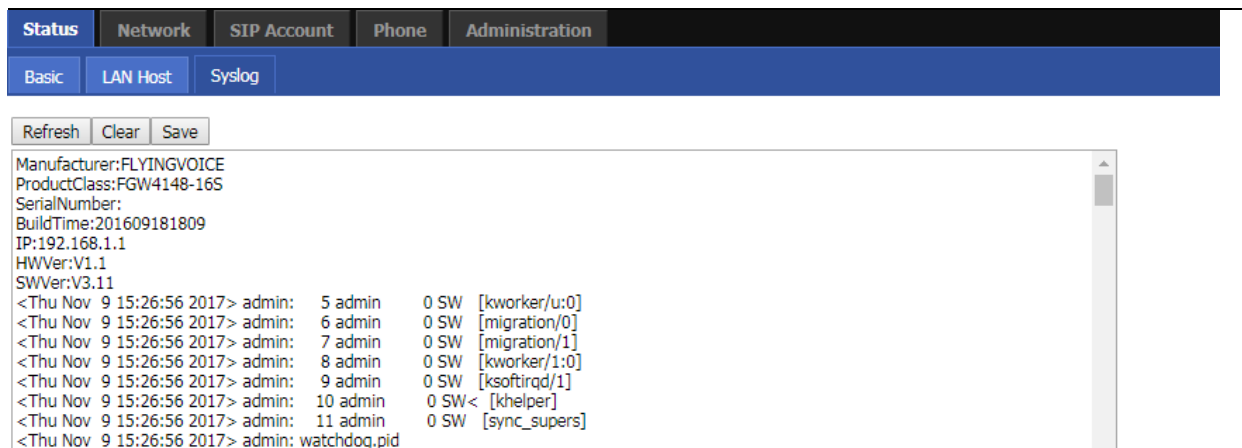 Status Network SIP Account Phone Administration
Basic LAN Host Syslog
Refresh Clear Save
Manufacturer:FLYINGVOICE
ProductClass:FGW4148-16S
SerialNumber:
BuildTime:201609181809
IP:192.168.1.1
HWVer:V1.1
SWVer:V3.11
<Thu Nov 9 15:26:56 2017> admin: 5 admin 0 SW [kworker/u:0]
<Thu Nov 9 15:26:56 2017> admin: 6 admin 0 SW [migration/0]
<Thu Nov 9 15:26:56 2017> admin: 7 admin 0 SW [migration/1]
<Thu Nov 9 15:26:56 2017> admin: 8 admin 0 SW [kworker/1:0]
<Thu Nov 9 15:26:56 2017> admin: 9 admin 0 SW [ksoftirqd/1]
<Thu Nov 9 15:26:56 2017> admin: 10 admin 0 SW< [khelper]
<Thu Nov 9 15:26:56 2017> admin: 11 admin 0 SW [sync_supers]
<Thu Nov 9 15:26:56 2017> admin: watchdog.pid